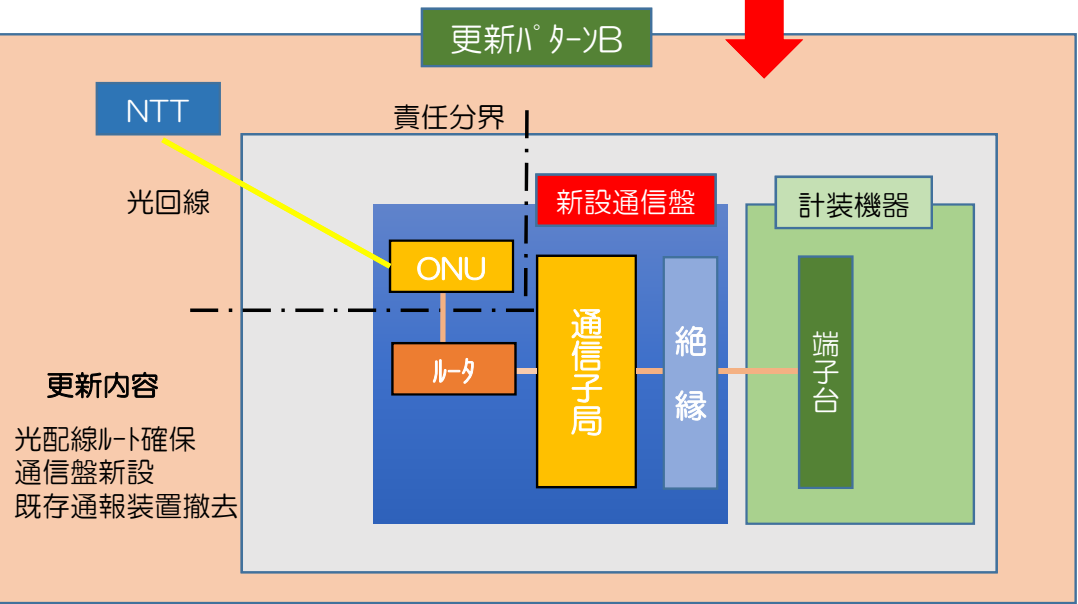 更新ﾊﾟﾀｰﾝB
NTT
責任分界
光回線
新設通信盤
計装機器
ONU
通信子局
絶縁
端子台
ﾙｰﾀ
更新内容
光配線ﾙｰﾄ確保
通信盤新設
既存通報装置撤去